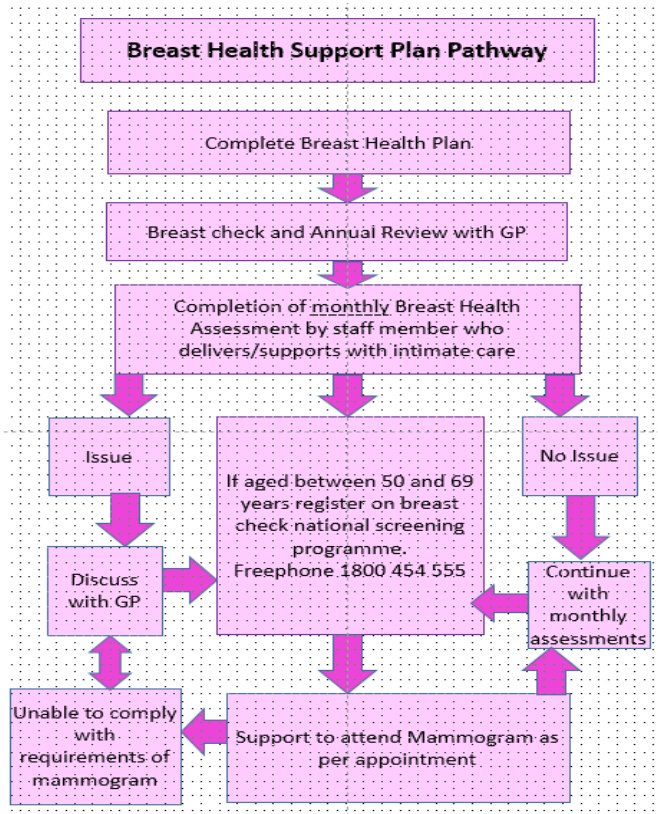 Breast Health Support Plan Pathway
Complete Breast Health Plan
Breast check and Annual Review with GP
Completion of monthly Breast Health
Assessment by staff member who
delivers/supports with intimate care
Issue
If aged between 50 and 69
years register on breast
check national screening
programme.
Freephone 1800 454 555
No Issue
Discuss
with GP
Continue
with
monthly
assessments
Unable to comply
with
requirements of
mammogram
Support to attend Mammogram as
per appointment